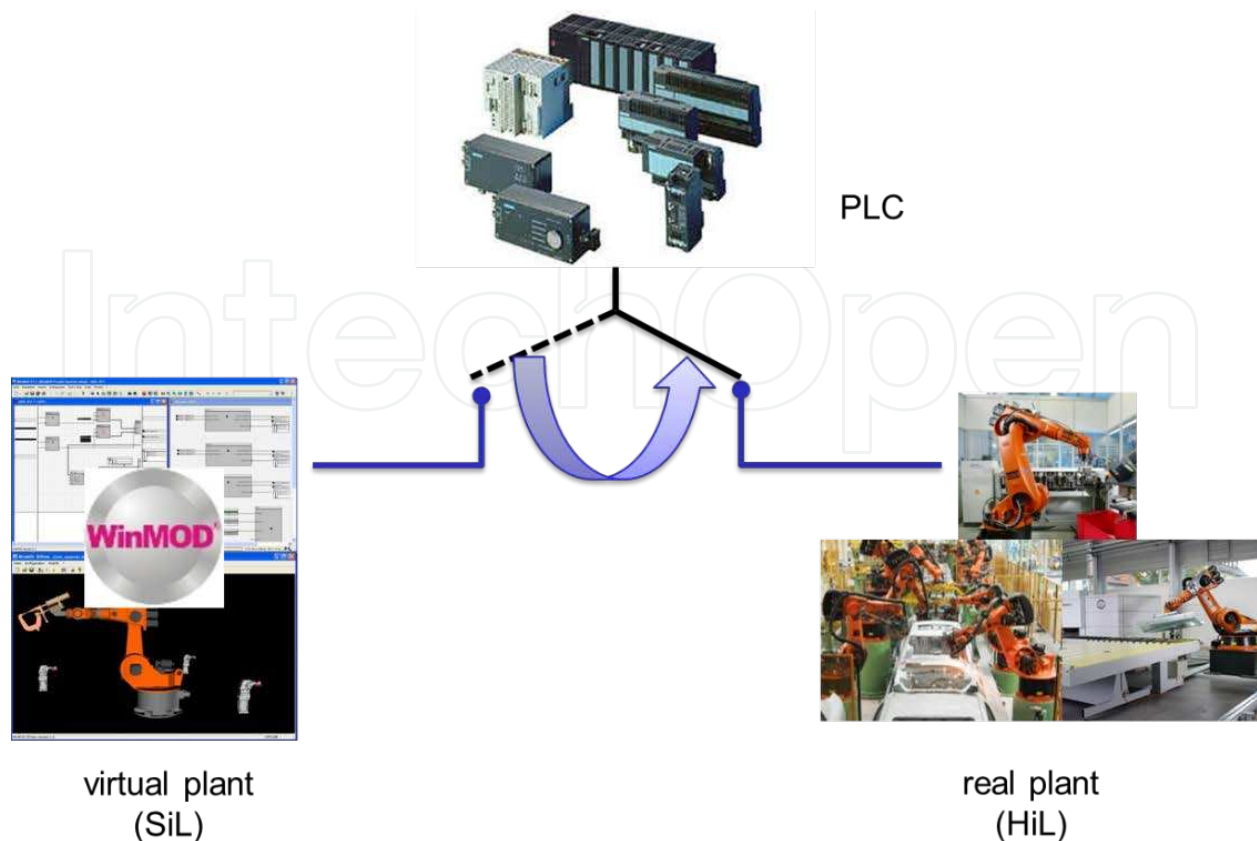 PLC
IntechOpen
WinMOD®
virtual plant
(SiL)
real plant
(HiL)